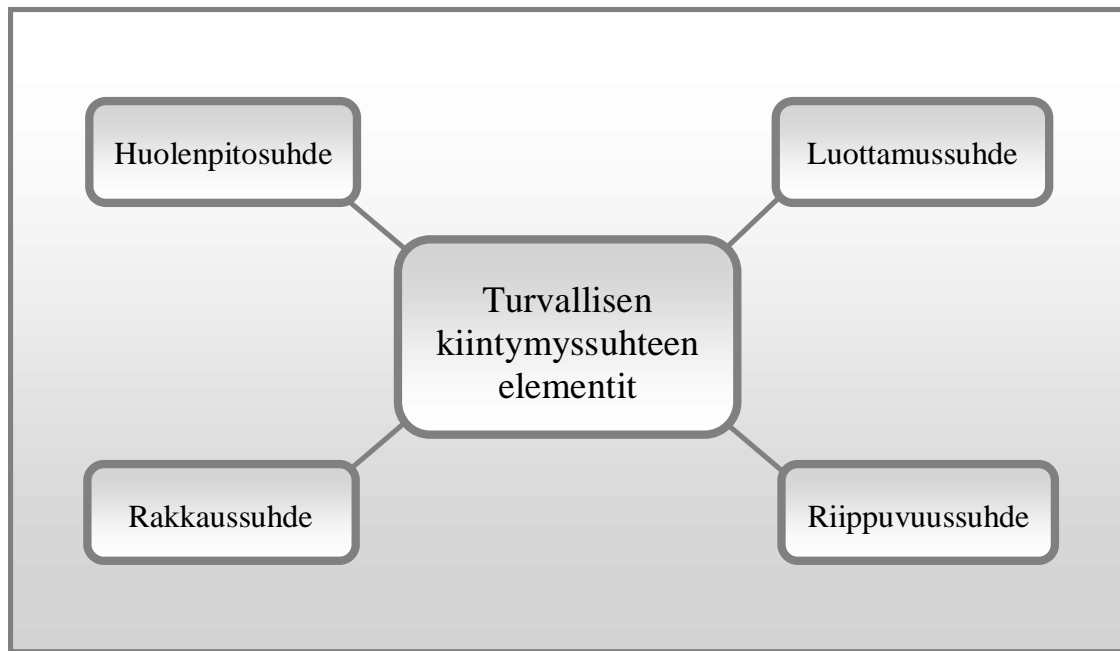 Huolenpitosuhde
Luottamussuhde
Turvallisen
kiintymyssuhteen
elementit
Rakkaussuhde
Riippuvuussuhde